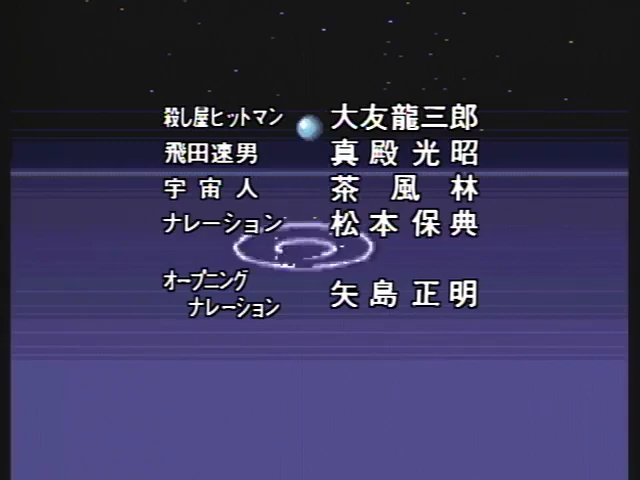 殺し屋ヒットマン 大友龍三郎
飛田速男 真殿光昭
宇宙人 茶風林
ナレーション 松本保典
オープニング
ナレーション 矢島正明